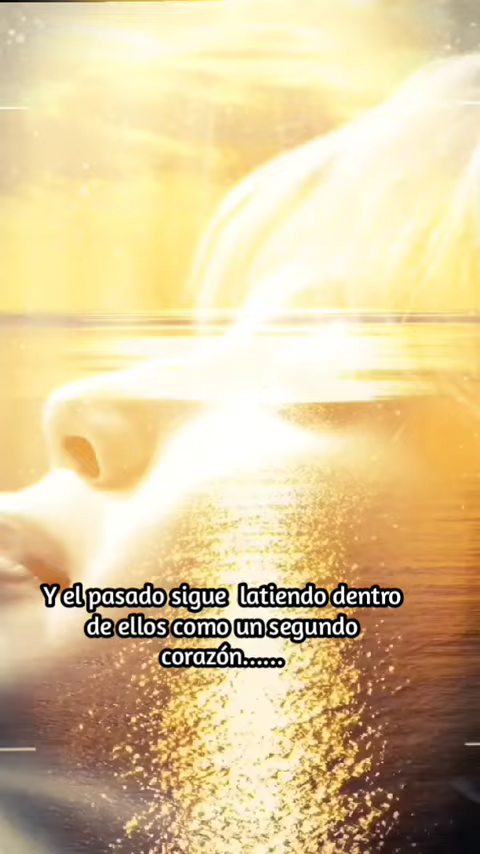 Y el pasado sigue  latiendo dentro
de ellos como un segundo
corazón......